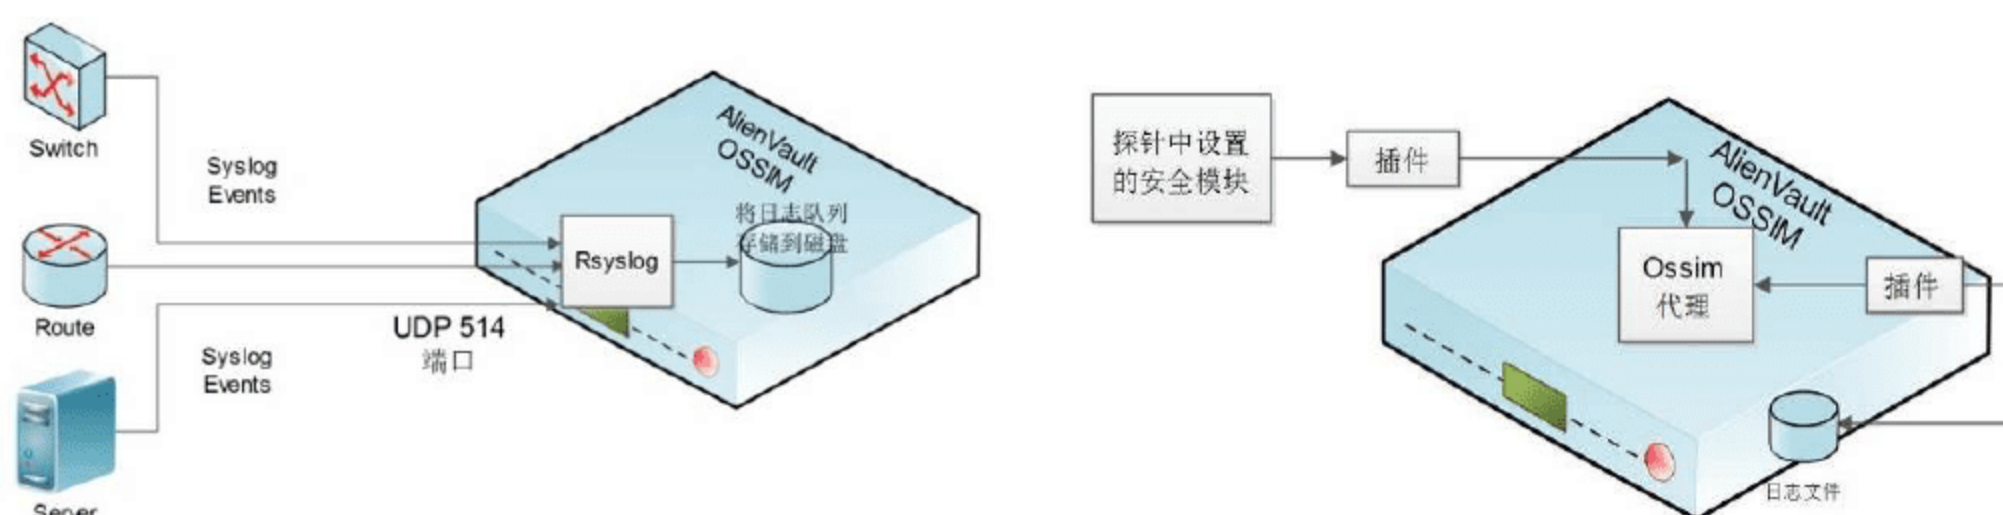 Switch
Syslog
Events
Route
Syslog
Events
Server
UDP 514
端口
AlienVault
OSSIM
将日志队列
存储到磁盘
Rsyslog
探针中设置
的安全模块
插件
AlienVault
OSSIM
Ossim
代理
插件
日志文件